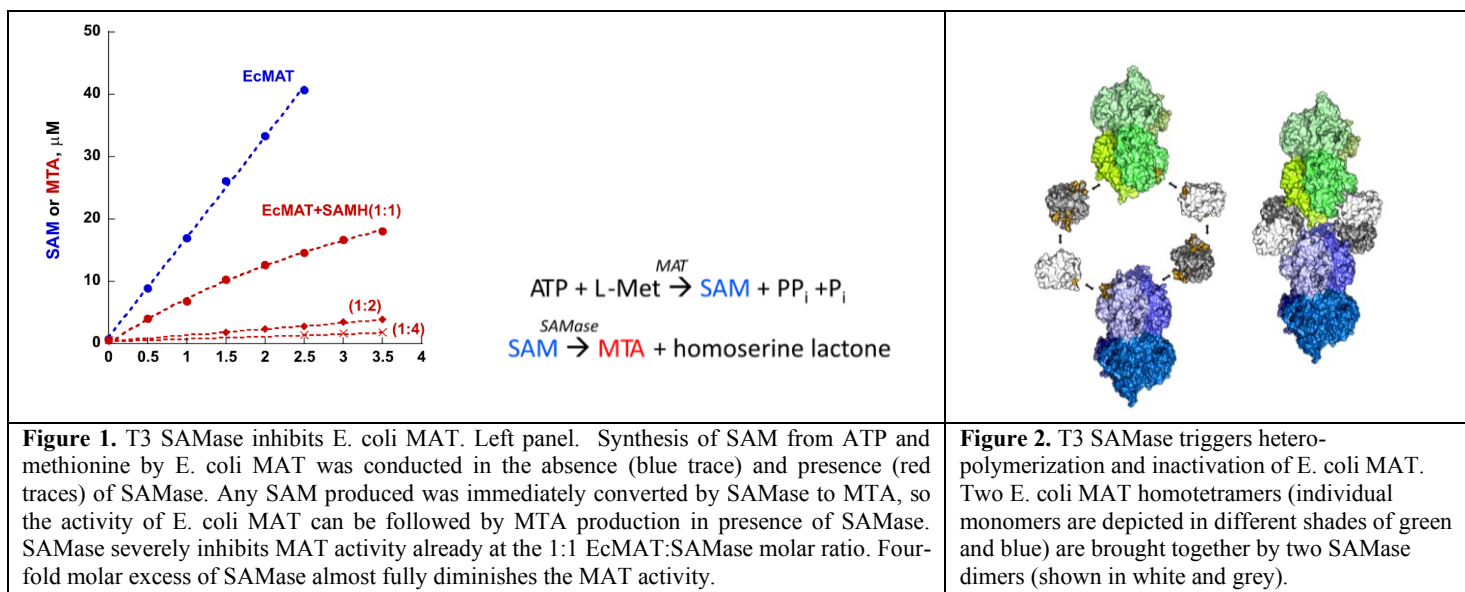 50
40
30
20
10
0
SAM or MTA, μM
EcMAT
EcMAT+SAMH(1:1)
(1:2)
(1:4)
0 0.5 1 1.5 2 2.5 3 3.5 4
MAT
ATP + L-Met → SAM + PPi +Pi
SAMase
SAM → MTA + homoserine lactone
Figure 1. T3 SAMase inhibits E. coli MAT. Left panel. Synthesis of SAM from ATP and
methionine by E. coli MAT was conducted in the absence (blue trace) and presence (red
traces) of SAMase. Any SAM produced was immediately converted by SAMase to MTA, so
the activity of E. coli MAT can be followed by MTA production in presence of SAMase.
SAMase severely inhibits MAT activity already at the 1:1 EcMAT:SAMase molar ratio. Four-
fold molar excess of SAMase almost fully diminishes the MAT activity.
Figure 2. T3 SAMase triggers hetero-
polymerization and inactivation of E. coli MAT.
Two E. coli MAT homotetramers (individual
monomers are depicted in different shades of green
and blue) are brought together by two SAMase
dimers (shown in white and grey).